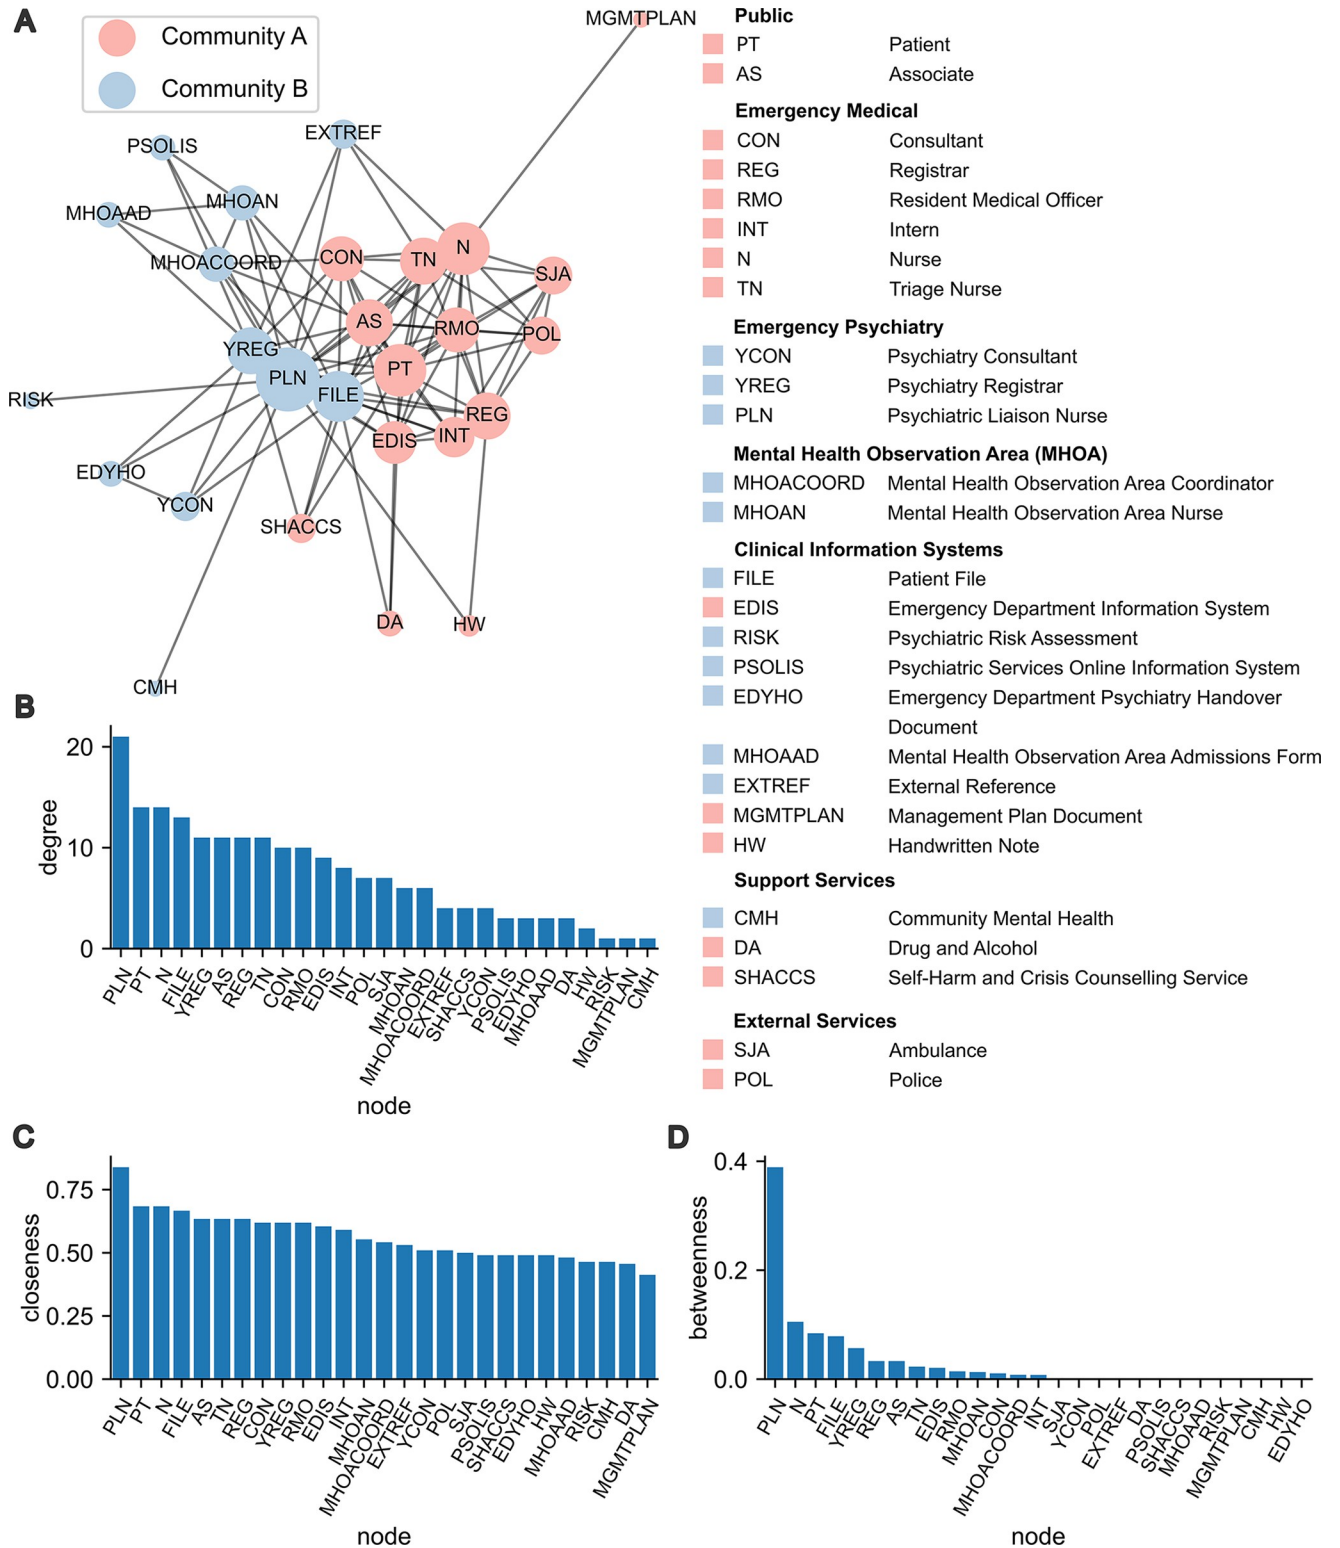 A
Community A
Community B
MGMTPLAN
EXTREF
PSOLIS
MHOAN
MHOAAD
MHOACOORD
CON
TN
N
SJA
AS
RMO
POL
YREG
PT
PLN
FILE
RISK
REG
EDIS
INT
EDYHO
YCON
SHACCS
DA
HW
CMH
Public
PT Patient
AS Associate
Emergency Medical
CON Consultant
REG Registrar
RMO Resident Medical Officer
INT Intern
N Nurse
TN Triage Nurse
Emergency Psychiatry
YCON Psychiatry Consultant
YREG Psychiatry Registrar
PLN Psychiatric Liaison Nurse
Mental Health Observation Area (MHOA)
MHOACOORD Mental Health Observation Area Coordinator
MHOAN Mental Health Observation Area Nurse
Clinical Information Systems
FILE Patient File
EDIS Emergency Department Information System
RISK Psychiatric Risk Assessment
PSOLIS Psychiatric Services Online Information System
EDYHO Emergency Department Psychiatry Handover
Document
MHOAAD Mental Health Observation Area Admissions Form
EXTREF External Reference
MGMTPLAN Management Plan Document
HW Handwritten Note
Support Services
CMH Community Mental Health
DA Drug and Alcohol
SHACCS Self-Harm and Crisis Counselling Service
External Services
SJA Ambulance
POL Police
B
degree
20
10
0
PLN
PT
N
FILE
YREG
AS
REG
TN
CON
RMO
EDIS
INT
POL
SJA
MHOAN
MHOACOORD
EXTREF
SHACCS
YCON
PSOLIS
EDYHO
MHOAAD
DA
HW
RISK
MGMTPLAN
CMH
node
C
closeness
0.75
0.50
0.25
0.00
PLN
PT
N
FILE
AS
TN
REG
CON
YREG
RMO
EDIS
INT
MHOAN
MHOACOORD
EXTREF
YCON
POL
SJA
PSOLIS
SHACCS
EDYHO
HW
MHOAAD
RISK
CMH
DA
MGMTPLAN
node
D
betweenness
0.4
0.2
0.0
PLN
N
PT
FILE
YREG
REG
AS
TN
EDIS
RMO
MHOAN
CON
MHOACOORD
INT
SJA
YCON
POL
EXTREF
DA
PSOLIS
SHACCS
MHOAAD
RISK
MGMTPLAN
CMH
HW
EDYHO
node